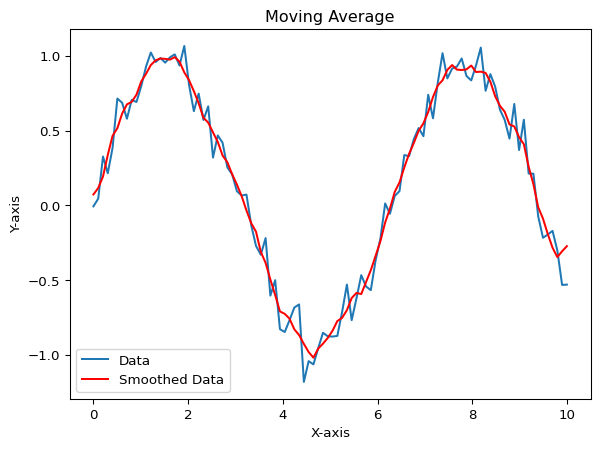 Moving Average
1.0
0.5
0.0
−0.5
−1.0
Y-axis
Data
Smoothed Data
0 2 4 6 8 10
X-axis